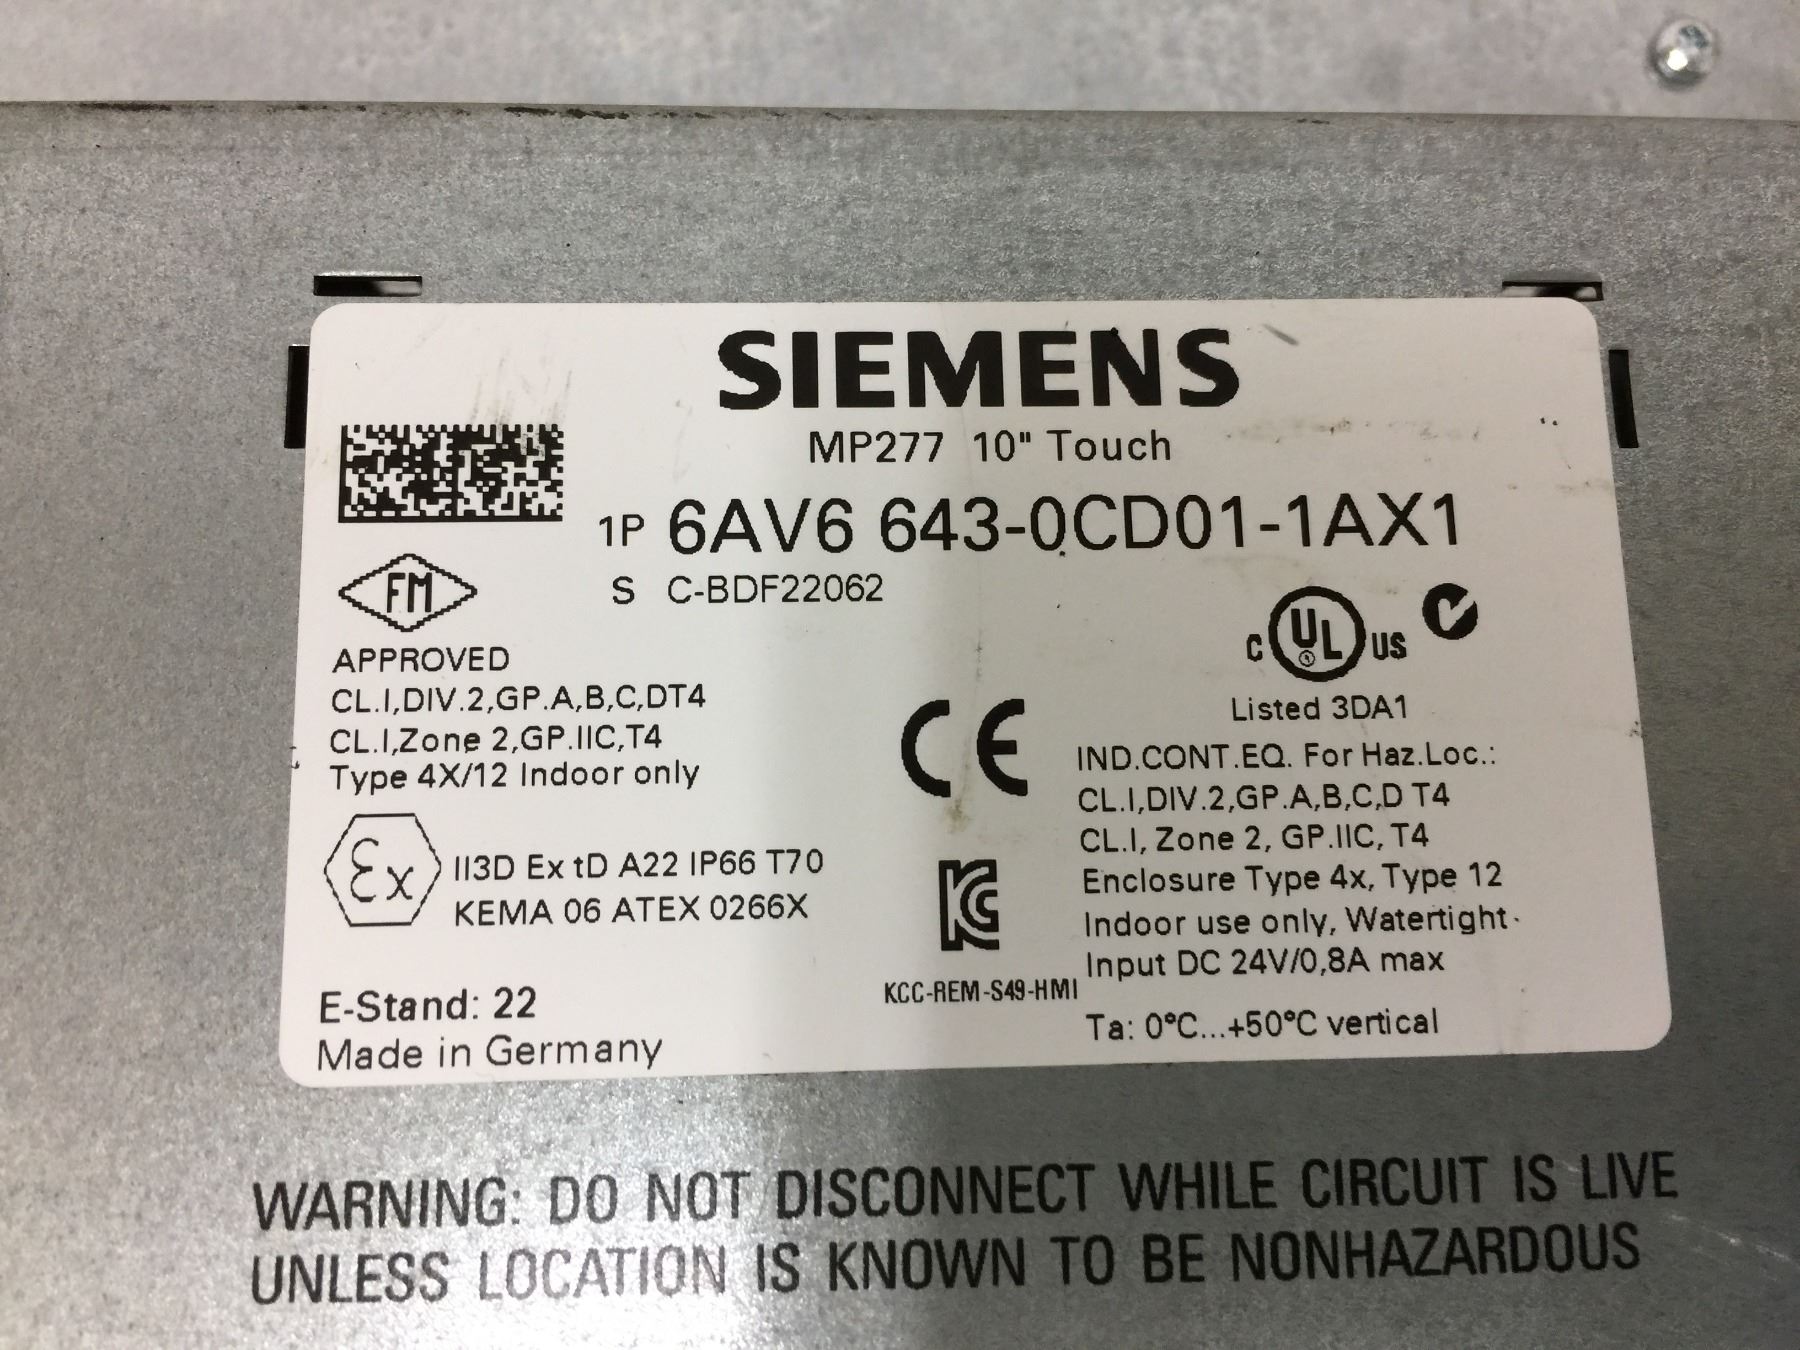 SIEMENS
MP277 10" Touch
1P 6AV6 643-0CD01-1AX1
S C-BDF22062
FM
APPROVED
CL.I,DIV.2,GP.A,B,C,DT4
CL.I,Zone 2,GP.IIC,T4
Type 4X/12 Indoor only
Ex II3D Ex tD A22 IP66 T70
KEMA 06 ATEX 0266X
E-Stand: 22
Made in Germany
CE
KC
KCC-REM-S49-HMI
C UL US
Listed 3DA1
IND.CONT.EQ. For Haz.Loc.:
CL.I,DIV.2,GP.A,B,C,D T4
CL.I, Zone 2, GP.IIC, T4
Enclosure Type 4x, Type 12
Indoor use only, Watertight
Input DC 24V/0,8A max
Ta: 0°C...+50°C vertical
WARNING: DO NOT DISCONNECT WHILE CIRCUIT IS LIVE
UNLESS LOCATION IS KNOWN TO BE NONHAZARDOUS